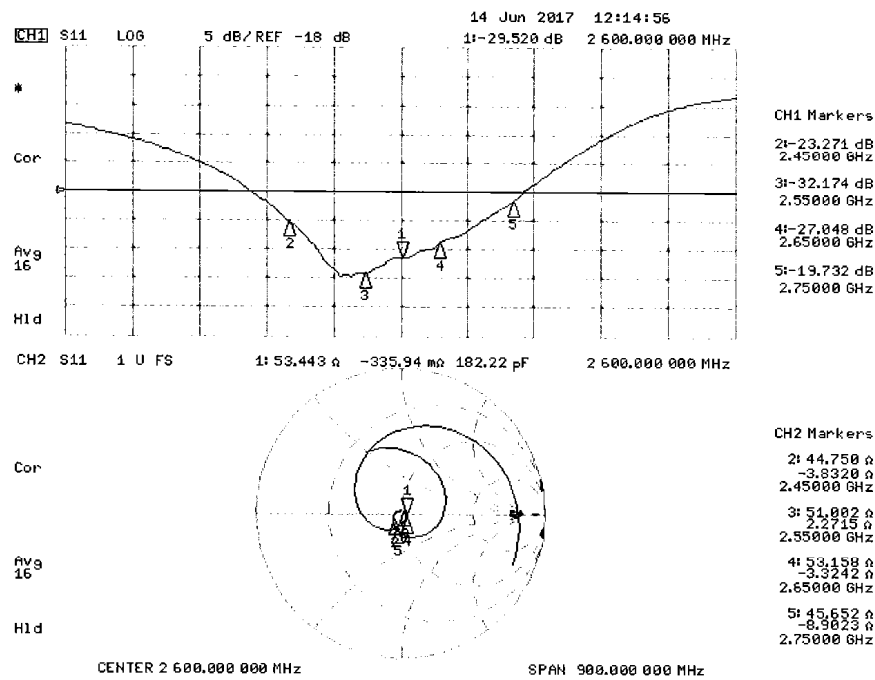 14 Jun 2017 12:14:56
CH1 S11 LOG 5 dB/REF -18 dB 1:-29.520 dB 2 600.000 000 MHz
*
CH1 Markers
2:-23.271 dB
2.45000 GHz
Cor
3:-32.174 dB
2.55000 GHz
4:-27.048 dB
2.65000 GHz
Avg
16
5:-19.732 dB
2.75000 GHz
Hld
1
2
3
4
5
CH2 S11 1 U FS 1:53.443 Ω -335.94 mΩ 182.22 pF 2 600.000 000 MHz
CH2 Markers
2:44.750 Ω
-3.8320 Ω
2.45000 GHz
Cor
3:51.002 Ω
2.2715 Ω
2.55000 GHz
4:53.158 Ω
-3.3242 Ω
2.65000 GHz
Avg
16
5:45.652 Ω
-8.9023 Ω
2.75000 GHz
Hld
1
4
5
CENTER 2 600.000 000 MHz SPAN 900.000 000 MHz